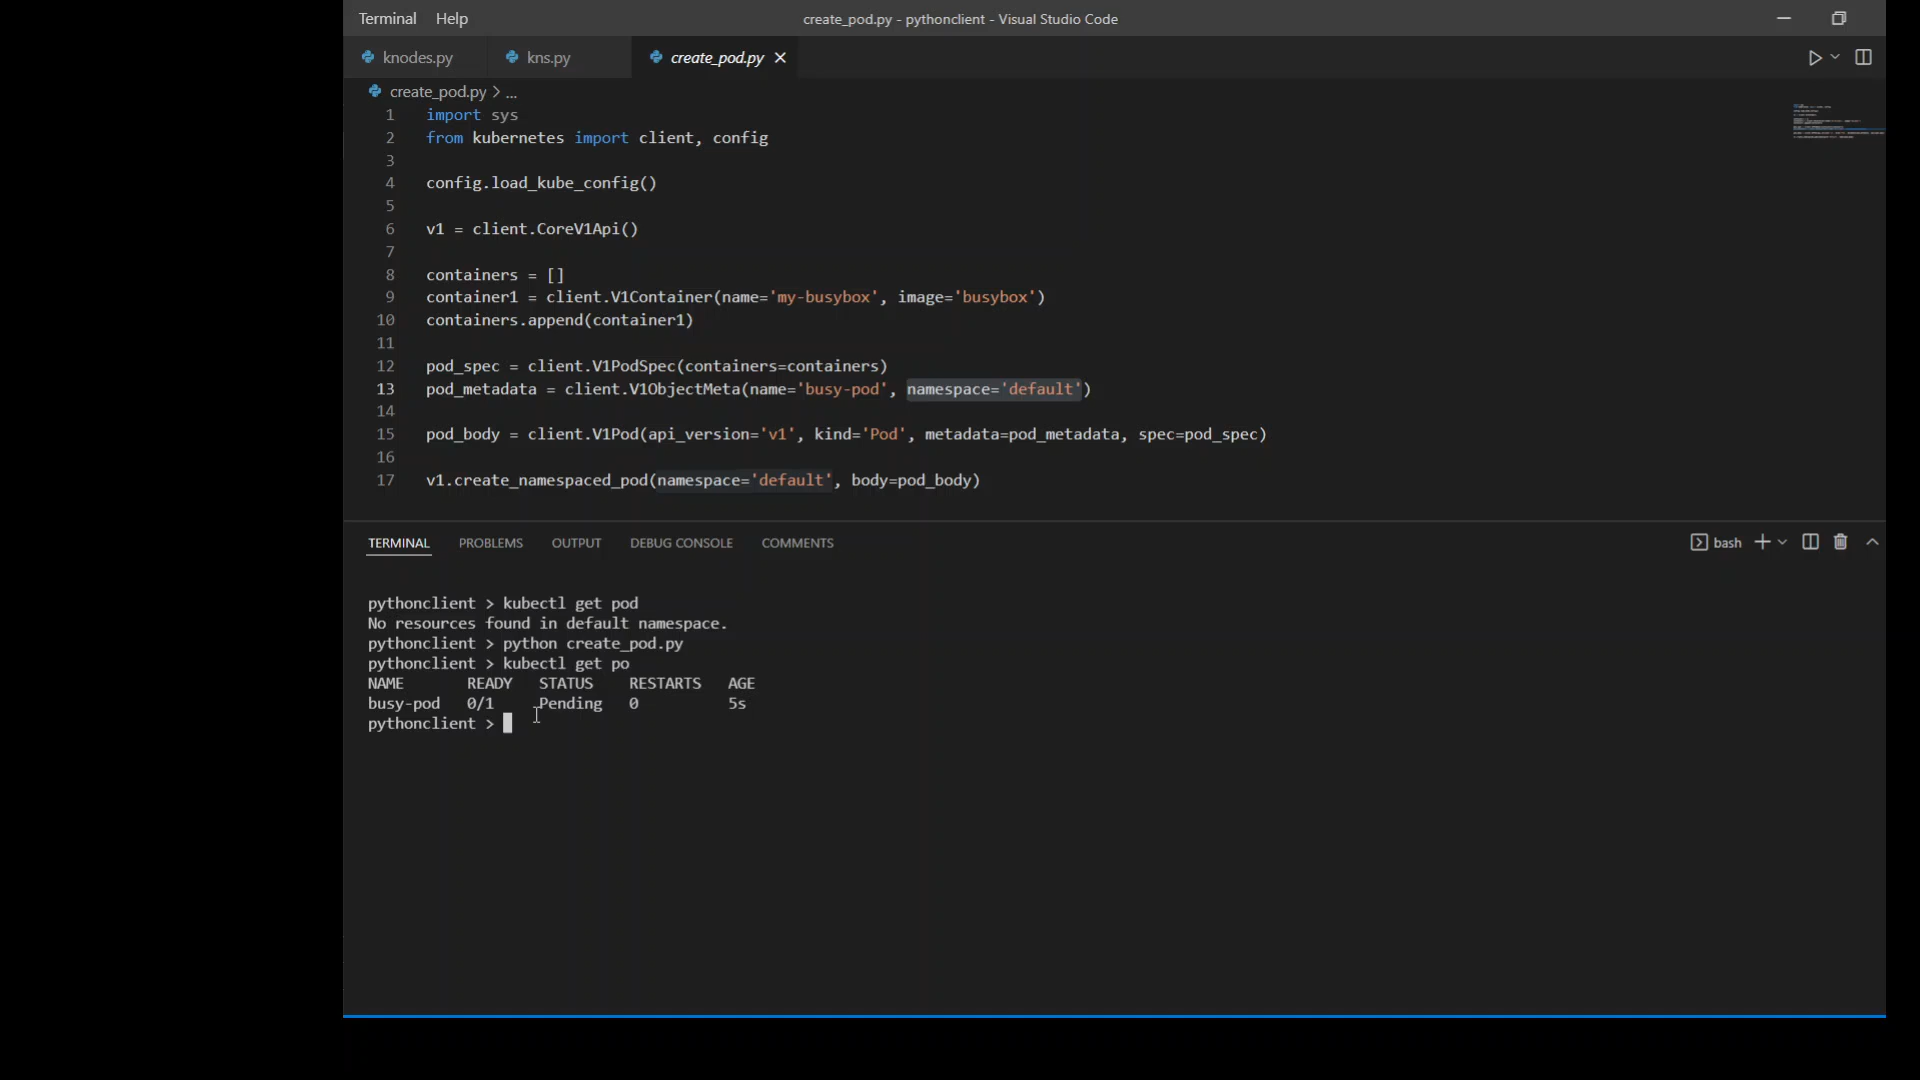 Terminal Help create_pod.py - pythonclient - Visual Studio Code
knodes.py kns.py create_pod.py
create_pod.py > ...
1 import sys
2 from kubernetes import client, config
3
4 config.load_kube_config()
5
6 v1 = client.CoreV1Api()
7
8 containers = []
9 container1 = client.V1Container(name='my-busybox', image='busybox')
10 containers.append(container1)
11
12 pod_spec = client.V1PodSpec(containers=containers)
13 pod_metadata = client.V1ObjectMeta(name='busy-pod', namespace='default')
14
15 pod_body = client.V1Pod(api_version='v1', kind='Pod', metadata=pod_metadata, spec=pod_spec)
16
17 v1.create_namespaced_pod(namespace='default', body=pod_body)
TERMINAL PROBLEMS OUTPUT DEBUG CONSOLE COMMENTS bash
pythonclient > kubectl get pod
No resources found in default namespace.
pythonclient > python create_pod.py
pythonclient > kubectl get po
NAME READY STATUS RESTARTS AGE
busy-pod 0/1 Pending 0 5s
pythonclient >